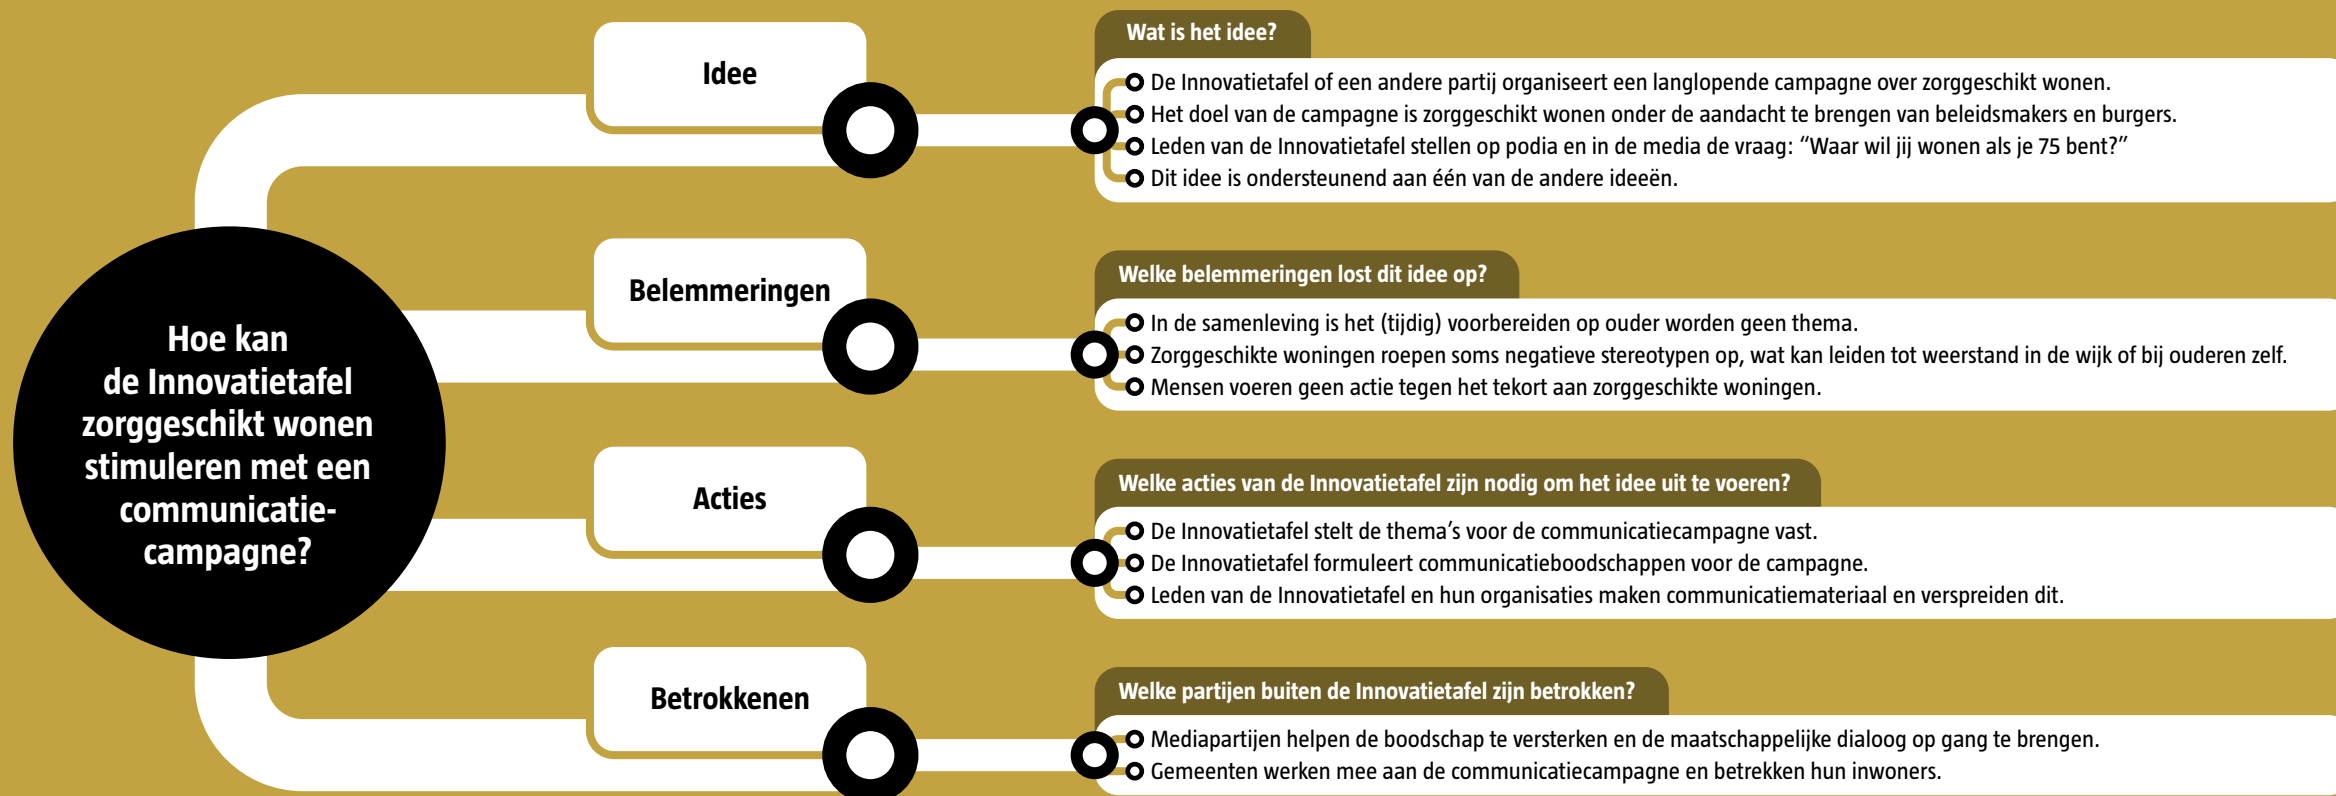 Hoe kan
de Innovatietafel
zorggeschikt wonen
stimuleren met een
communicatie-
campagne?
Idee
Wat is het idee?
De Innovatietafel of een andere partij organiseert een langlopende campagne over zorggeschikt wonen.
Het doel van de campagne is zorggeschikt wonen onder de aandacht te brengen van beleidsmakers en burgers.
Leden van de Innovatietafel stellen op podia en in de media de vraag: “Waar wil jij wonen als je 75 bent?”
Dit idee is ondersteunend aan één van de andere ideeën.
Belemmeringen
Welke belemmeringen lost dit idee op?
In de samenleving is het (tijdig) voorbereiden op ouder worden geen thema.
Zorggeschikte woningen roepen soms negatieve stereotypen op, wat kan leiden tot weerstand in de wijk of bij ouderen zelf.
Mensen voeren geen actie tegen het tekort aan zorggeschikte woningen.
Acties
Welke acties van de Innovatietafel zijn nodig om het idee uit te voeren?
De Innovatietafel stelt de thema’s voor de communicatiecampagne vast.
De Innovatietafel formuleert communicatieboodschappen voor de campagne.
Leden van de Innovatietafel en hun organisaties maken communicatiemateriaal en verspreiden dit.
Betrokkenen
Welke partijen buiten de Innovatietafel zijn betrokken?
Mediapartijen helpen de boodschap te versterken en de maatschappelijke dialoog op gang te brengen.
Gemeenten werken mee aan de communicatiecampagne en betrekken hun inwoners.